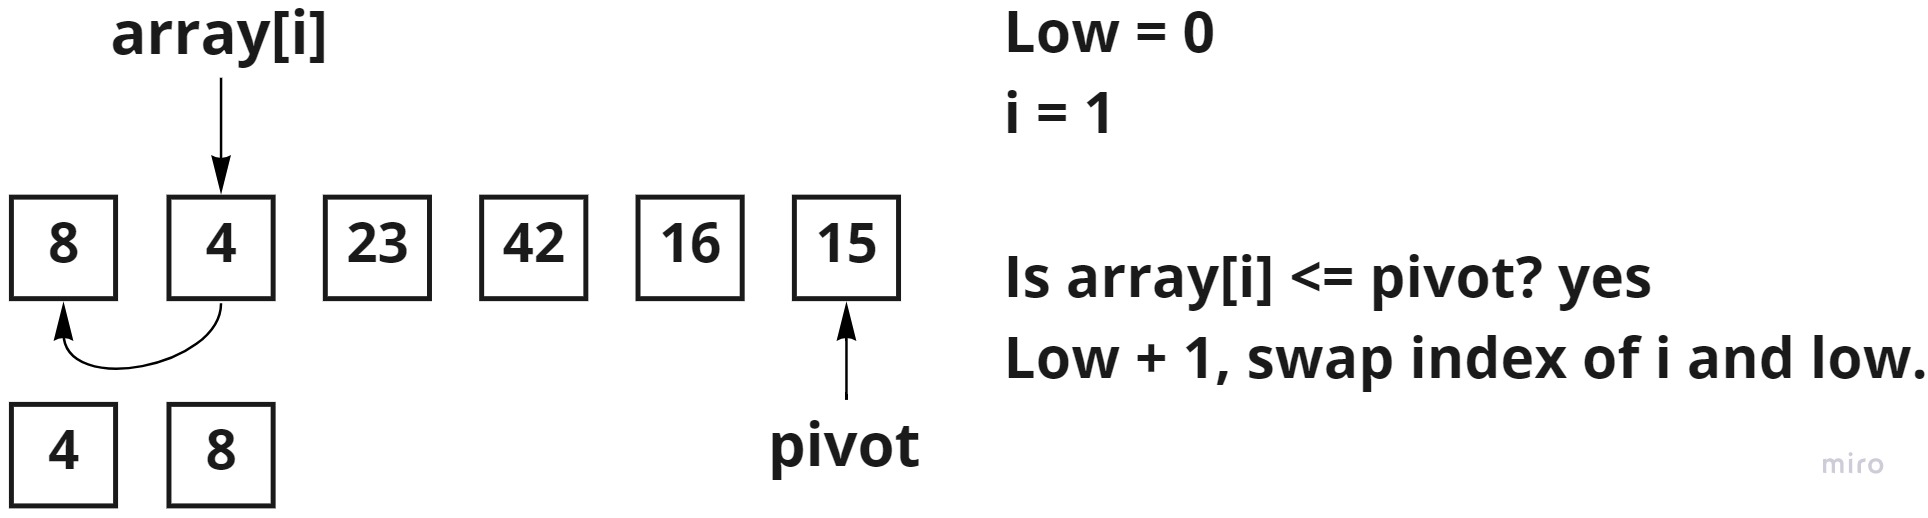 array[i]
Low = 0
i = 1
8 4 23 42 16 15
Is array[i] <= pivot? yes
Low + 1, swap index of i and low.
4 8
pivot
miro